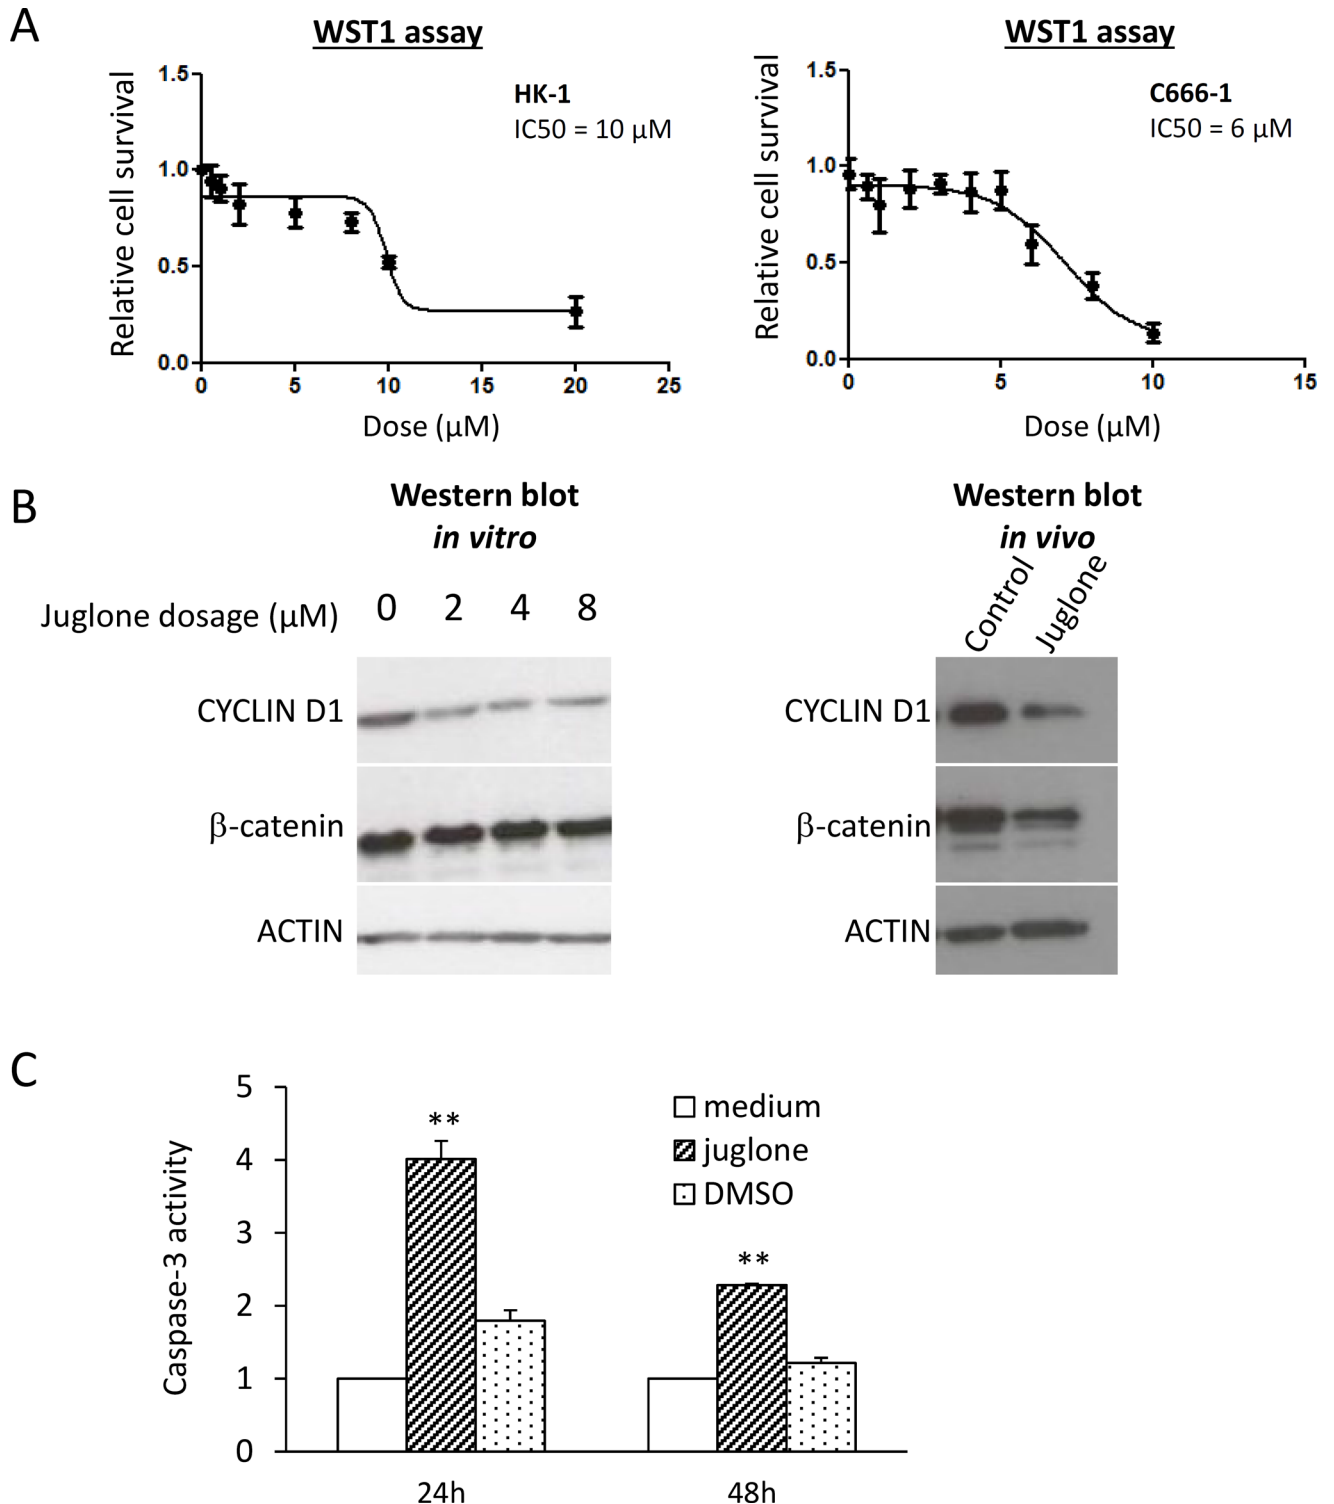 A
WST1 assay
HK-1
IC50 = 10 μM
Relative cell survival
1.5
1.0
0.5
0.0
0 5 10 15 20 25
Dose (μM)
WST1 assay
C666-1
IC50 = 6 μM
Relative cell survival
1.5
1.0
0.5
0.0
0 5 10 15
Dose (μM)
B
Western blot
in vitro
Juglone dosage (μM) 0 2 4 8
CYCLIN D1
β-catenin
ACTIN
Western blot
in vivo
Control
Juglone
CYCLIN D1
β-catenin
ACTIN
C
Caspase-3 activity
5
4
3
2
1
0
**
**
medium
juglone
DMSO
24h 48h